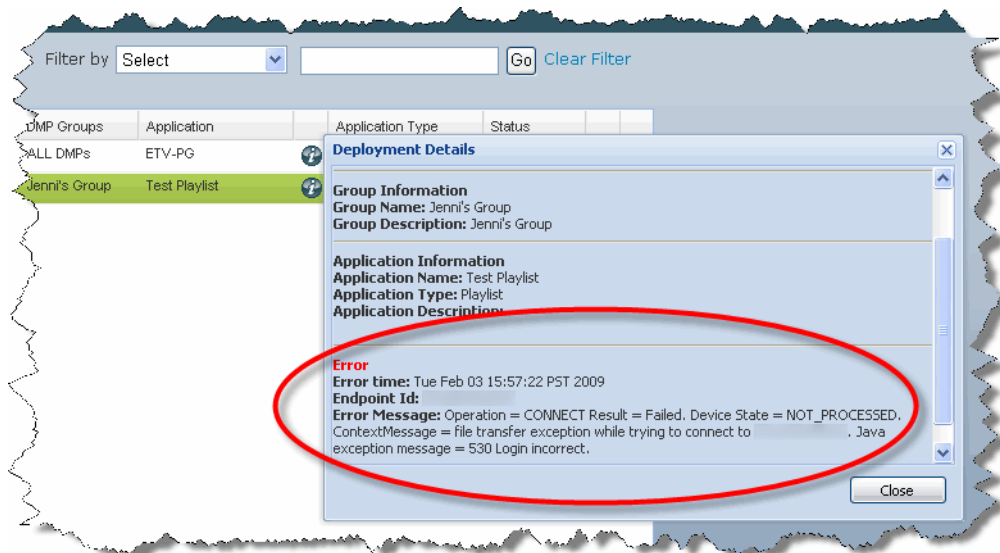 Filter by Select Go Clear Filter
DMP Groups Application Application Type Status
ALL DMPs ETV-PG
Jenni's Group Test Playlist
Deployment Details
Group Information
Group Name: Jenni's Group
Group Description: Jenni's Group
Application Information
Application Name: Test Playlist
Application Type: Playlist
Application Description:
Error
Error time: Tue Feb 03 15:57:22 PST 2009
Endpoint Id:
Error Message: Operation = CONNECT Result = Failed. Device State = NOT_PROCESSED.
ContextMessage = file transfer exception while trying to connect to . Java
exception message = 530 Login incorrect.
Close